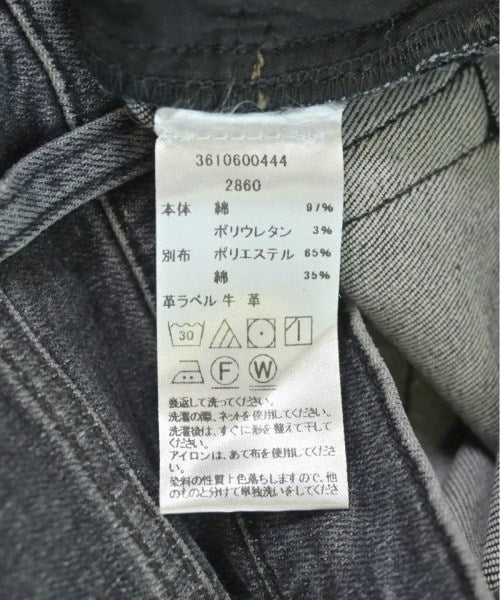 3610600444
2860
本体 綿 97%
ポリウレタン 3%
別布 ポリエステル 65%
綿 35%
革ラベル 牛 革
30
F W
裏返して洗ってください。
洗濯の際、ネットを使用してください。
洗濯後は、すぐに形を整えて干して
ください。
アイロンは、あて布を使用してください。
染料の性質上色落ちしますので、他
のものと分けて単独洗いをしてくださ